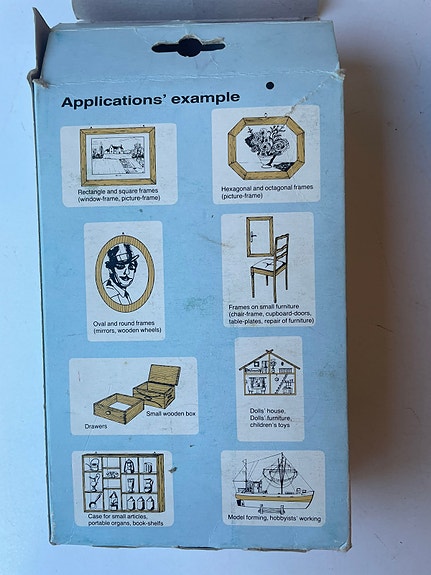 Applications' example
Rectangle and square frames
(window-frame, picture-frame)
Hexagonal and octagonal frames
(picture-frame)
Oval and round frames
(mirrors, wooden wheels)
Frames on small furniture
(chair-frame, cupboard-doors,
table-plates, repair of furniture)
Small wooden box
Drawers
Dolls' house,
Dolls' furniture,
children's toys
Case for small articles,
portable organs, book-shelfs
Model forming, hobbyists' working